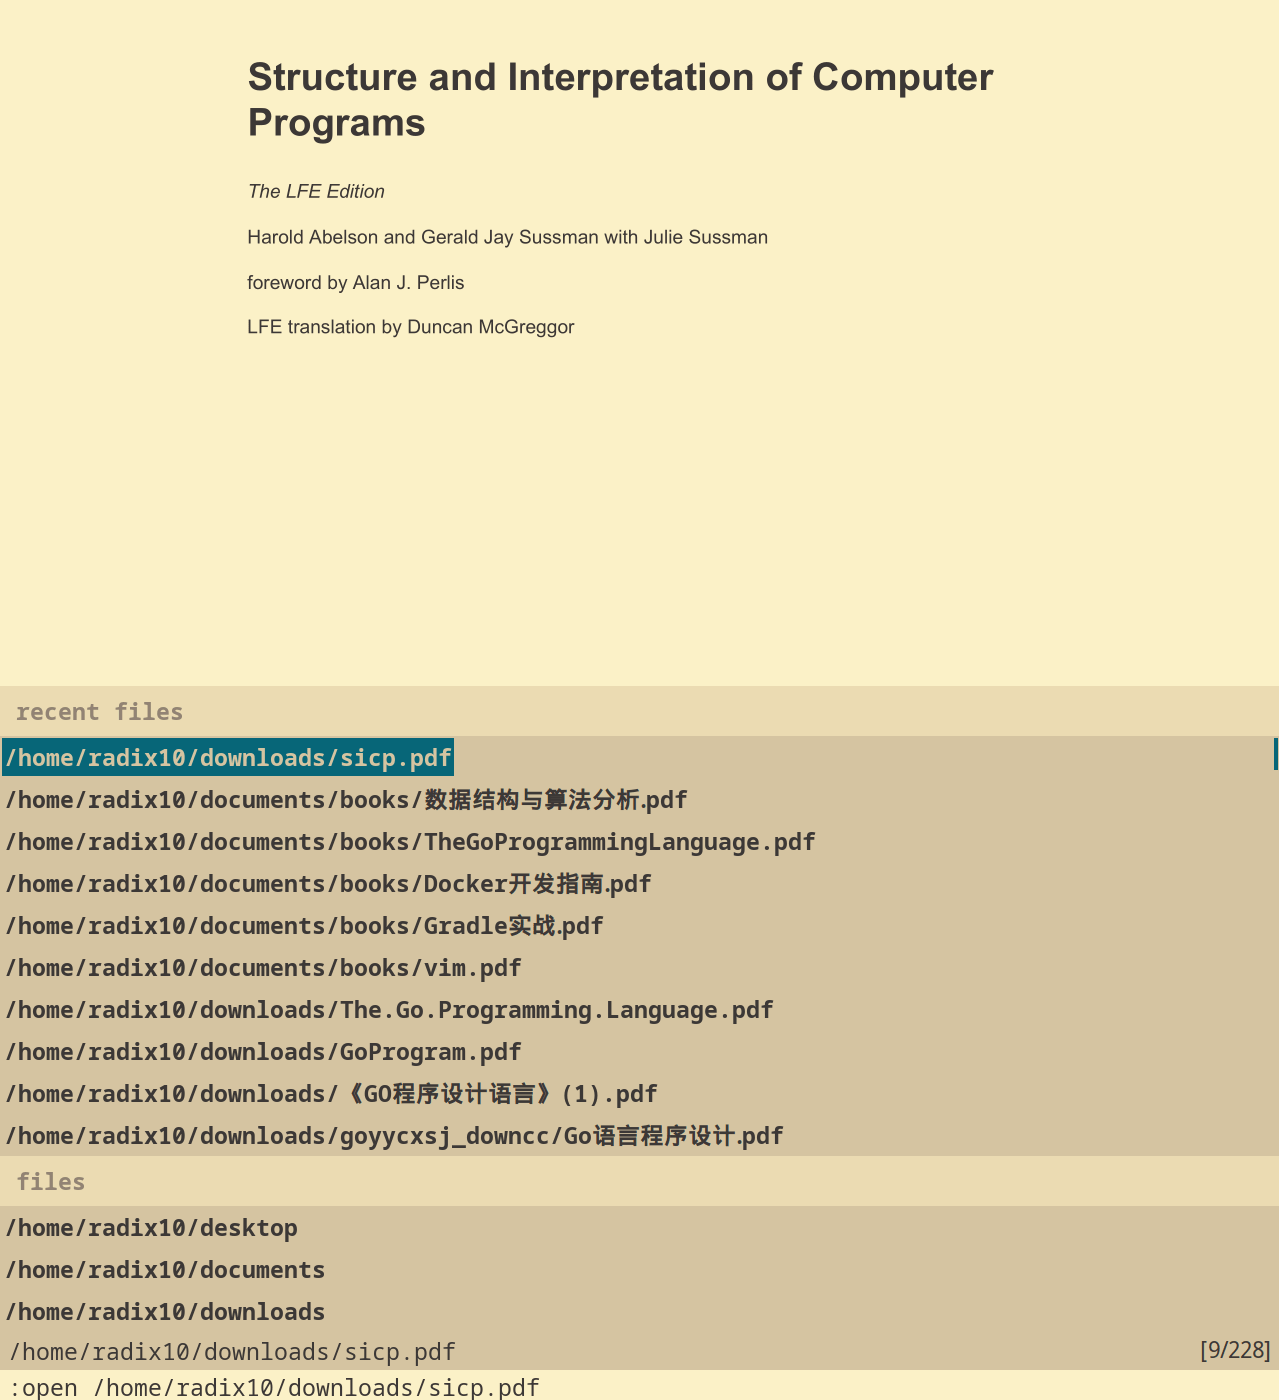 Structure and Interpretation of Computer
Programs
The LFE Edition
Harold Abelson and Gerald Jay Sussman with Julie Sussman
foreword by Alan J. Perlis
LFE translation by Duncan McGreggor
recent files
/home/radix10/downloads/sicp.pdf
/home/radix10/documents/books/数据结构与算法分析.pdf
/home/radix10/documents/books/TheGoProgrammingLanguage.pdf
/home/radix10/documents/books/Docker开发指南.pdf
/home/radix10/documents/books/Gradle实战.pdf
/home/radix10/documents/books/vim.pdf
/home/radix10/downloads/The.Go.Programming.Language.pdf
/home/radix10/downloads/GoProgram.pdf
/home/radix10/downloads/《GO程序设计语言》(1).pdf
/home/radix10/downloads/goyycxsj_downcc/Go语言程序设计.pdf
files
/home/radix10/desktop
/home/radix10/documents
/home/radix10/downloads
/home/radix10/downloads/sicp.pdf [9/228]
:open /home/radix10/downloads/sicp.pdf